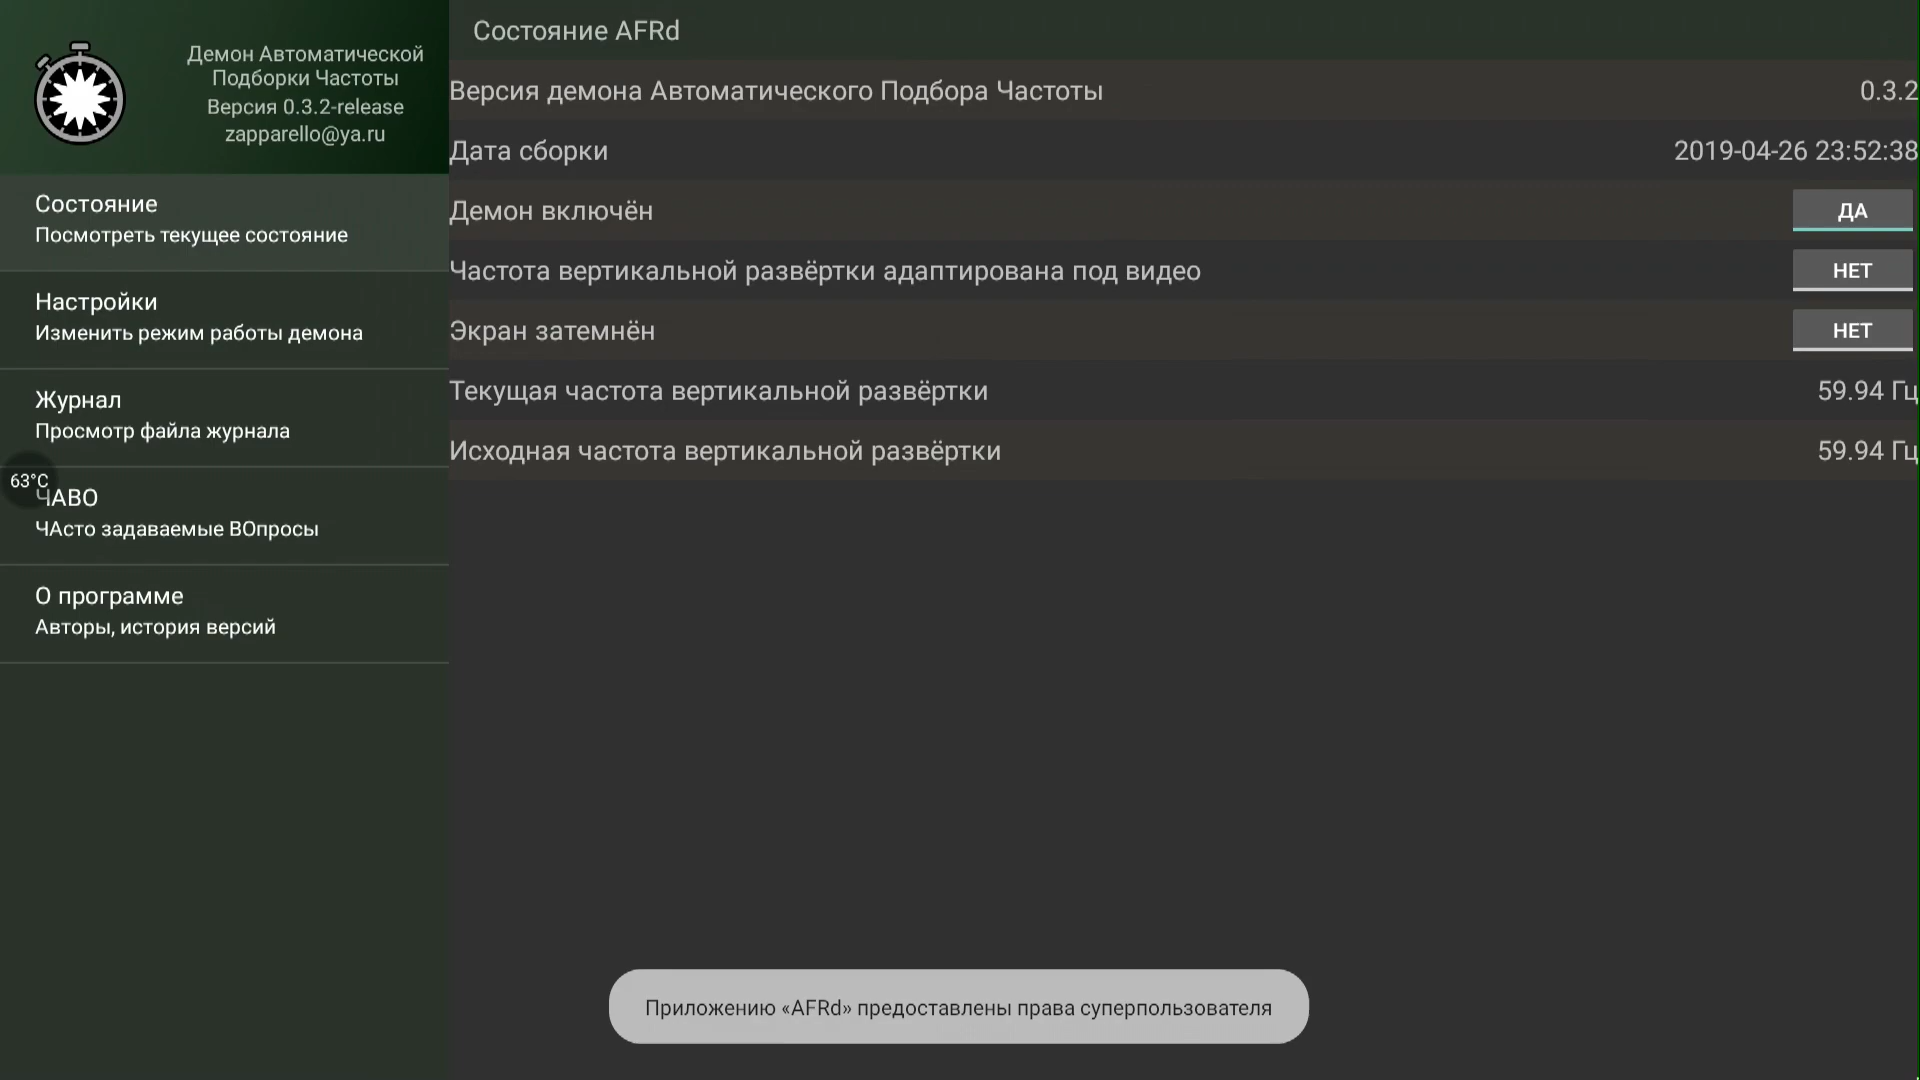 Демон Автоматической
Подборки Частоты
Версия 0.3.2-release
zapparello@ya.ru
Состояние
Посмотреть текущее состояние
Настройки
Изменить режим работы демона
Журнал
Просмотр файла журнала
63°C
ЧАВО
ЧАсто задаваемые ВОпросы
О программе
Авторы, история версий
Состояние AFRd
Версия демона Автоматического Подбора Частоты 0.3.2
Дата сборки 2019-04-26 23:52:38
Демон включён ДА
Частота вертикальной развёртки адаптирована под видео НЕТ
Экран затемнён НЕТ
Текущая частота вертикальной развёртки 59.94 Гц
Исходная частота вертикальной развёртки 59.94 Гц
Приложению «AFRd» предоставлены права суперпользователя